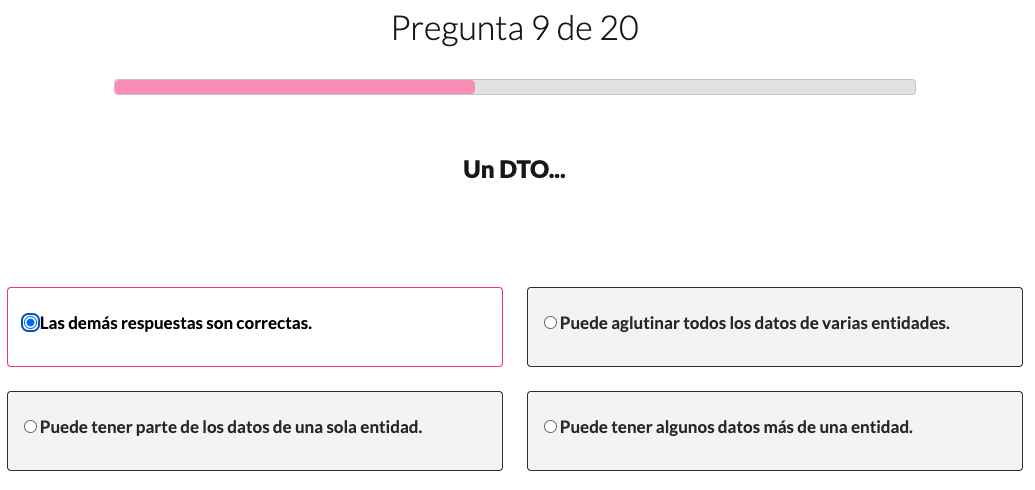 Pregunta 9 de 20
Un DTO...
Las demás respuestas son correctas.
Puede aglutinar todos los datos de varias entidades.
Puede tener parte de los datos de una sola entidad.
Puede tener algunos datos más de una entidad.